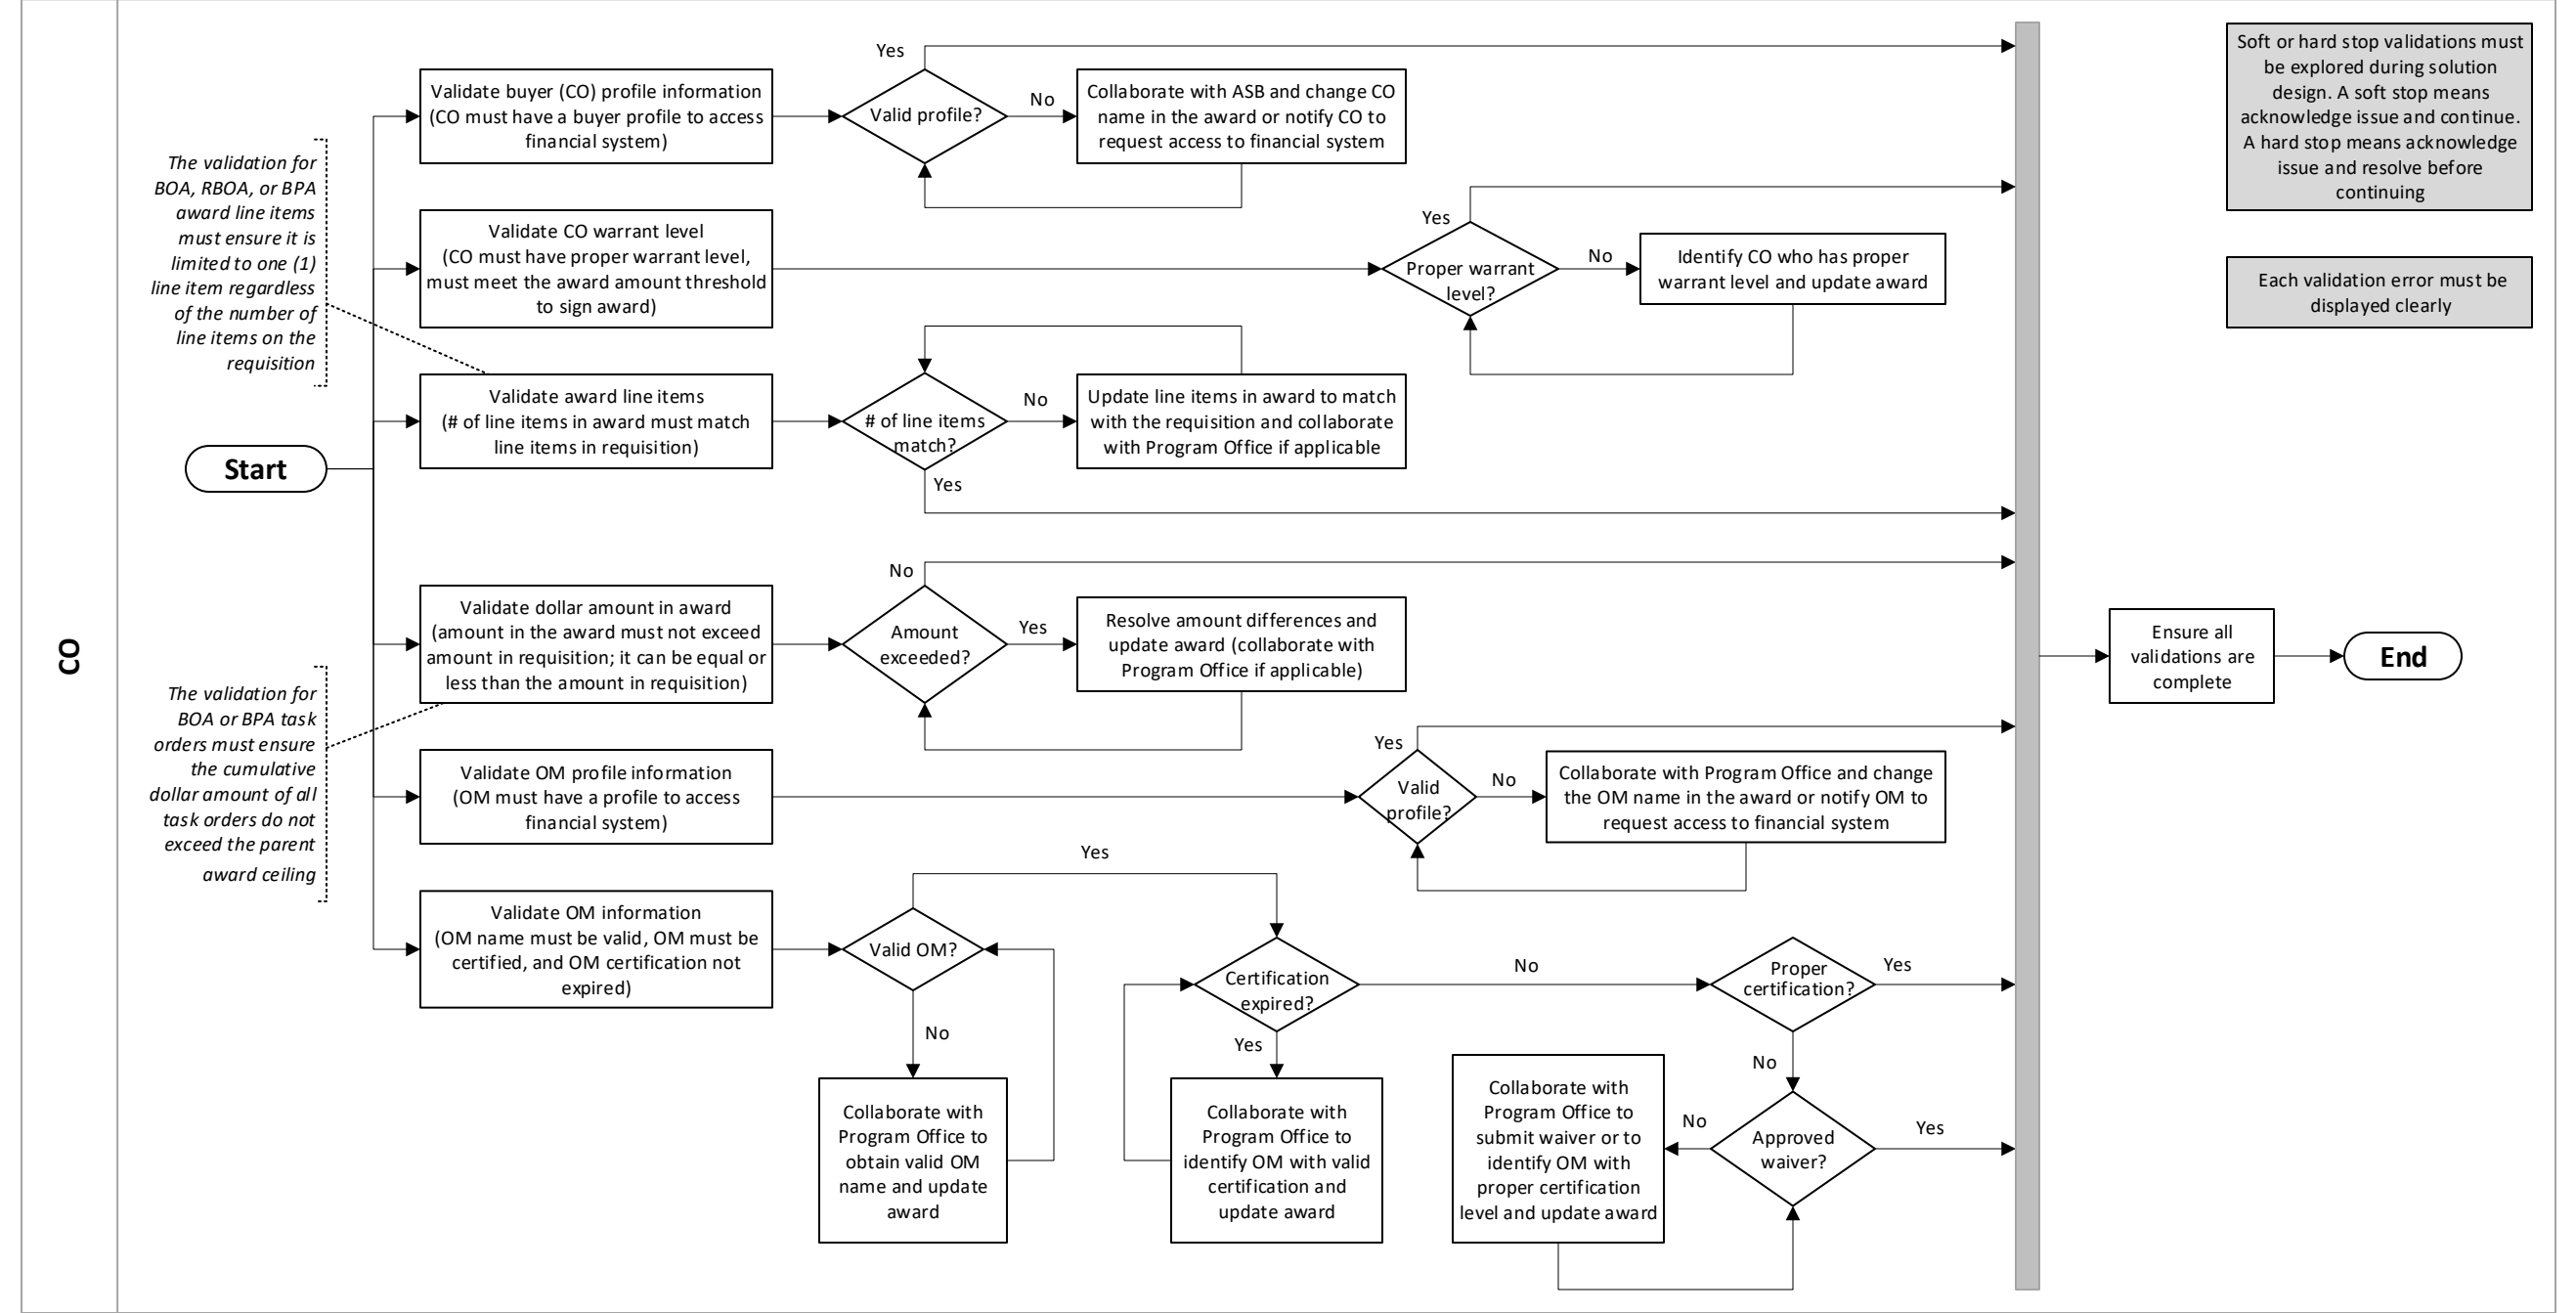 CO
Start
The validation for
BOA, RBOA, or BPA
award line items
must ensure it is
limited to one (1)
line item regardless
of the number of
line items on the
requisition
The validation for
BOA or BPA task
orders must ensure
the cumulative
dollar amount of all
task orders do not
exceed the parent
award ceiling
Validate buyer (CO) profile information
(CO must have a buyer profile to access
financial system)
Valid profile?
Yes
No
Collaborate with ASB and change CO
name in the award or notify CO to
request access to financial system
Validate CO warrant level
(CO must have proper warrant level,
must meet the award amount threshold
to sign award)
Proper warrant
level?
Yes
No
Identify CO who has proper
warrant level and update award
Validate award line items
(# of line items in award must match
line items in requisition)
# of line items
match?
No
Yes
Update line items in award to match
with the requisition and collaborate
with Program Office if applicable
Validate dollar amount in award
(amount in the award must not exceed
amount in requisition; it can be equal or
less than the amount in requisition)
Amount
exceeded?
No
Yes
Resolve amount differences and
update award (collaborate with
Program Office if applicable)
Validate OM profile information
(OM must have a profile to access
financial system)
Valid
profile?
Yes
No
Collaborate with Program Office and change
the OM name in the award or notify OM to
request access to financial system
Validate OM information
(OM name must be valid, OM must be
certified, and OM certification not
expired)
Valid OM?
Yes
No
Collaborate with
Program Office to
obtain valid OM
name and update
award
Certification
expired?
No
Yes
Collaborate with
Program Office to
identify OM with valid
certification and
update award
Proper
certification?
Yes
No
Approved
waiver?
No
Yes
Collaborate with
Program Office to
submit waiver or to
identify OM with
proper certification
level and update award
Ensure all
validations are
complete
End
Soft or hard stop validations must
be explored during solution
design. A soft stop means
acknowledge issue and continue.
A hard stop means acknowledge
issue and resolve before
continuing
Each validation error must be
displayed clearly